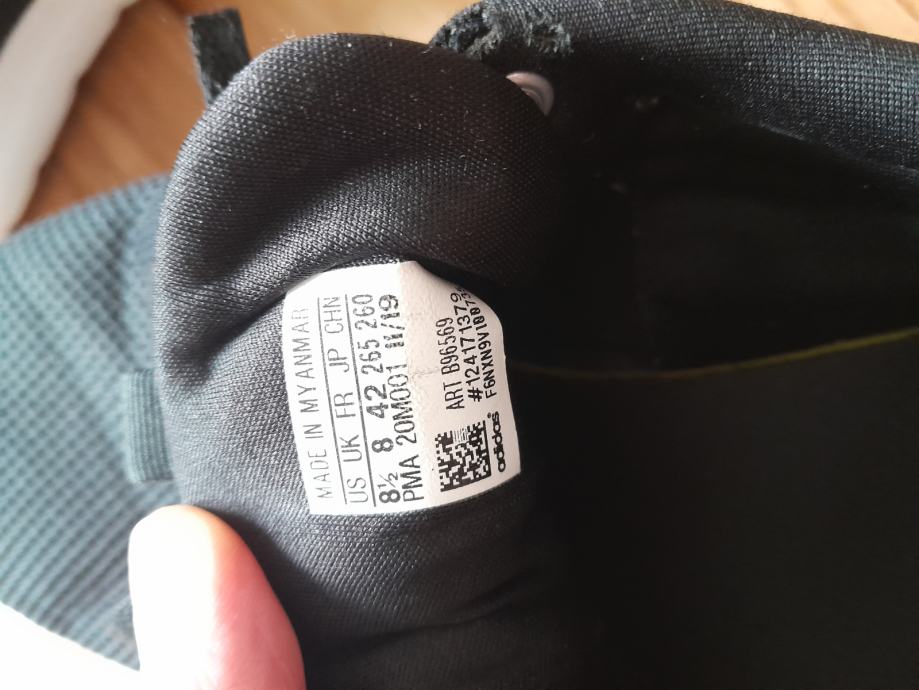 MADE IN MYANMAR
US UK FR JP CHN
8½ 8 42 265 260
PMA 20M001 11/19
ART B96569
#124171379
adidas